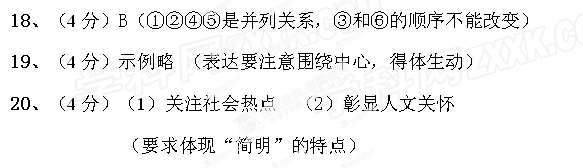 18、（4 分）B（①②④⑤是并列关系，③和⑥的顺序不能改变）
19、（4 分）示例略 （表达要注意围绕中心，得体生动）
20、（4 分）（1）关注社会热点 （2）彰显人文关怀
（要求体现“简明”的特点）